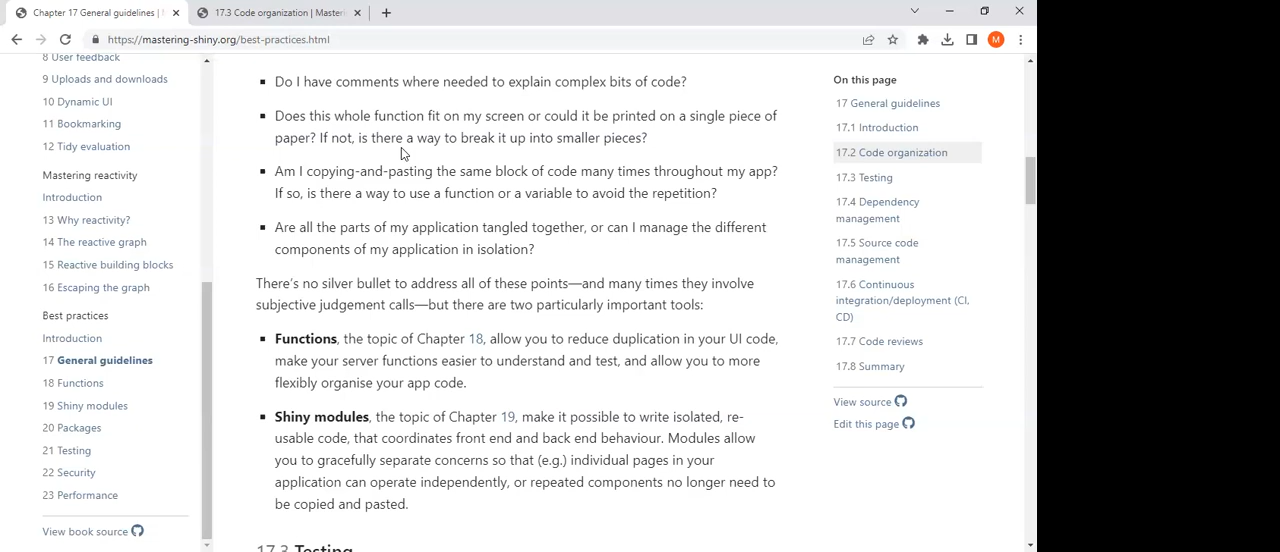 Chapter 17 General guidelines |
17.3 Code organization | Masterin
https://mastering-shiny.org/best-practices.html
M
8 User feedback
9 Uploads and downloads
10 Dynamic UI
11 Bookmarking
12 Tidy evaluation
Mastering reactivity
Introduction
13 Why reactivity?
14 The reactive graph
15 Reactive building blocks
16 Escaping the graph
Best practices
Introduction
17 General guidelines
18 Functions
19 Shiny modules
20 Packages
21 Testing
22 Security
23 Performance
View book source
▪ Do I have comments where needed to explain complex bits of code?
▪ Does this whole function fit on my screen or could it be printed on a single piece of
paper? If not, is there a way to break it up into smaller pieces?
▪ Am I copying-and-pasting the same block of code many times throughout my app?
If so, is there a way to use a function or a variable to avoid the repetition?
▪ Are all the parts of my application tangled together, or can I manage the different
components of my application in isolation?
There's no silver bullet to address all of these points—and many times they involve
subjective judgement calls—but there are two particularly important tools:
▪ Functions, the topic of Chapter 18, allow you to reduce duplication in your UI code,
make your server functions easier to understand and test, and allow you to more
flexibly organise your app code.
▪ Shiny modules, the topic of Chapter 19, make it possible to write isolated, re-
usable code, that coordinates front end and back end behaviour. Modules allow
you to gracefully separate concerns so that (e.g.) individual pages in your
application can operate independently, or repeated components no longer need to
be copied and pasted.
17.3 Testing
On this page
17 General guidelines
17.1 Introduction
17.2 Code organization
17.3 Testing
17.4 Dependency
management
17.5 Source code
management
17.6 Continuous
integration/deployment (CI,
CD)
17.7 Code reviews
17.8 Summary
View source
Edit this page